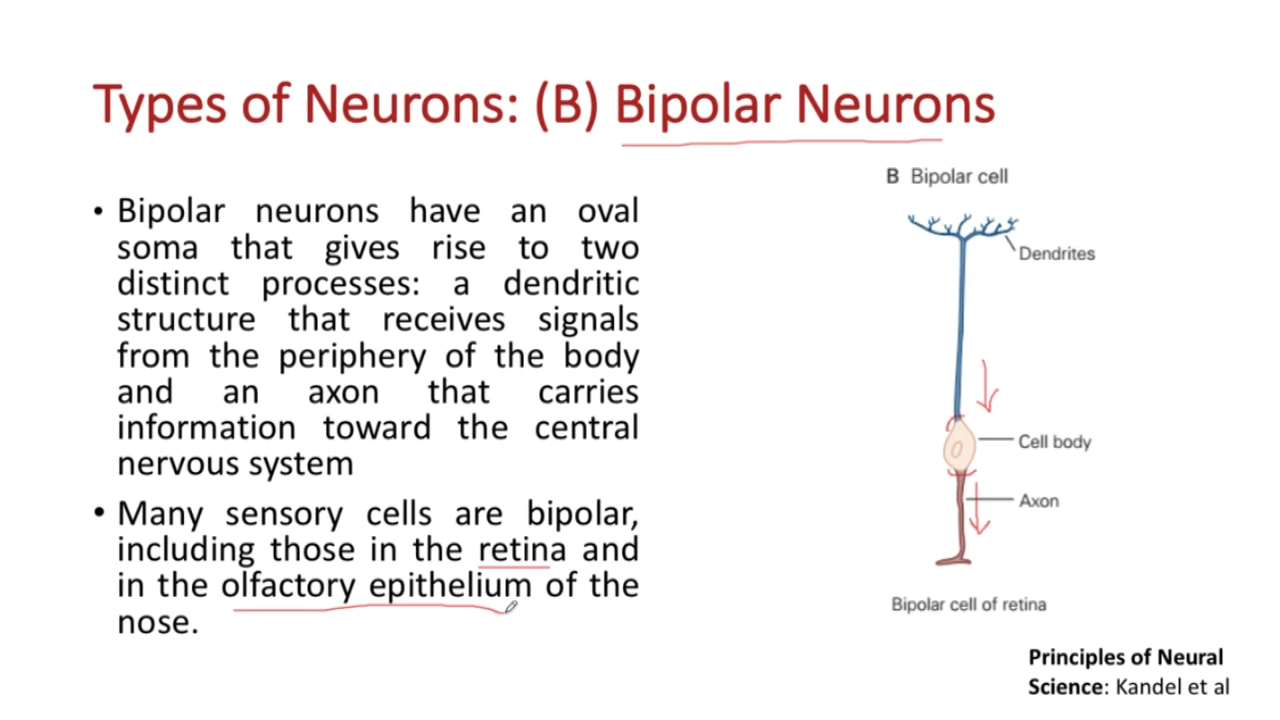 Types of Neurons: (B) Bipolar Neurons
• Bipolar neurons have an oval
soma that gives rise to two
distinct processes: a dendritic
structure that receives signals
from the periphery of the body
and an axon that carries
information toward the central
nervous system
• Many sensory cells are bipolar,
including those in the retina and
in the olfactory epithelium of the
nose.
B Bipolar cell
Dendrites
Cell body
Axon
Bipolar cell of retina
Principles of Neural
Science: Kandel et al